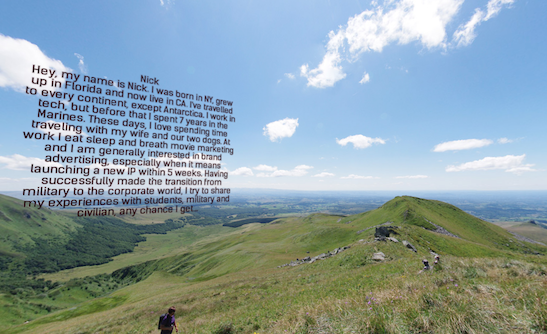 Nick
Hey, my name is Nick. I was born in NY, grew
up in Florida and now live in CA. I've travelled
to every continent, except Antarctica. I work in
tech, but before that I spent 7 years in the
Marines. These days, I love spending time
traveling with my wife and our two dogs. At
work I eat sleep and breath movie marketing
and I am generally interested in brand
advertising, especially when it means
launching a new IP within 5 weeks. Having
successfully made the transition from
military to the corporate world, I try to share
my experiences with students, military and
civilian, any chance I get.